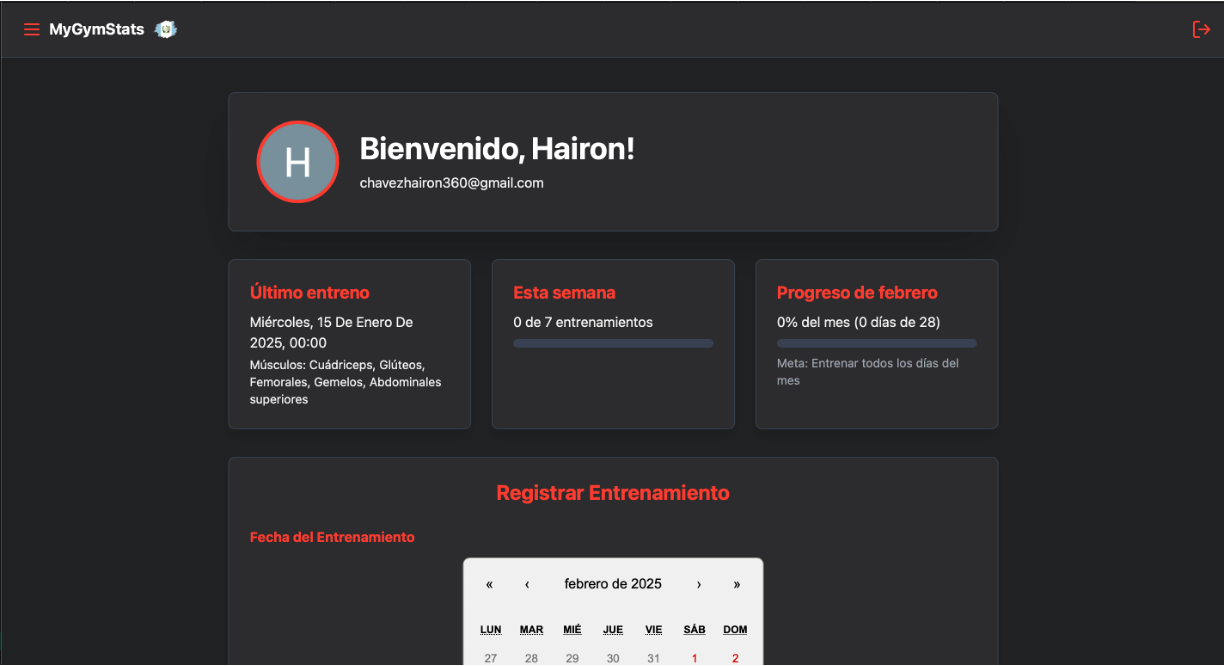 MyGymStats
H
Bienvenido, Hairon!
chavezhairon360@gmail.com
Último entreno
Miércoles, 15 De Enero De
2025, 00:00
Músculos: Cuádriceps, Glúteos,
Femorales, Gemelos, Abdominales
superiores
Esta semana
0 de 7 entrenamientos
Progreso de febrero
0% del mes (0 días de 28)
Meta: Entrenar todos los días del
mes
Registrar Entrenamiento
Fecha del Entrenamiento
« ‹ febrero de 2025 › »
LUN MAR MIÉ JUE VIE SÁB DOM
27 28 29 30 31 1 2